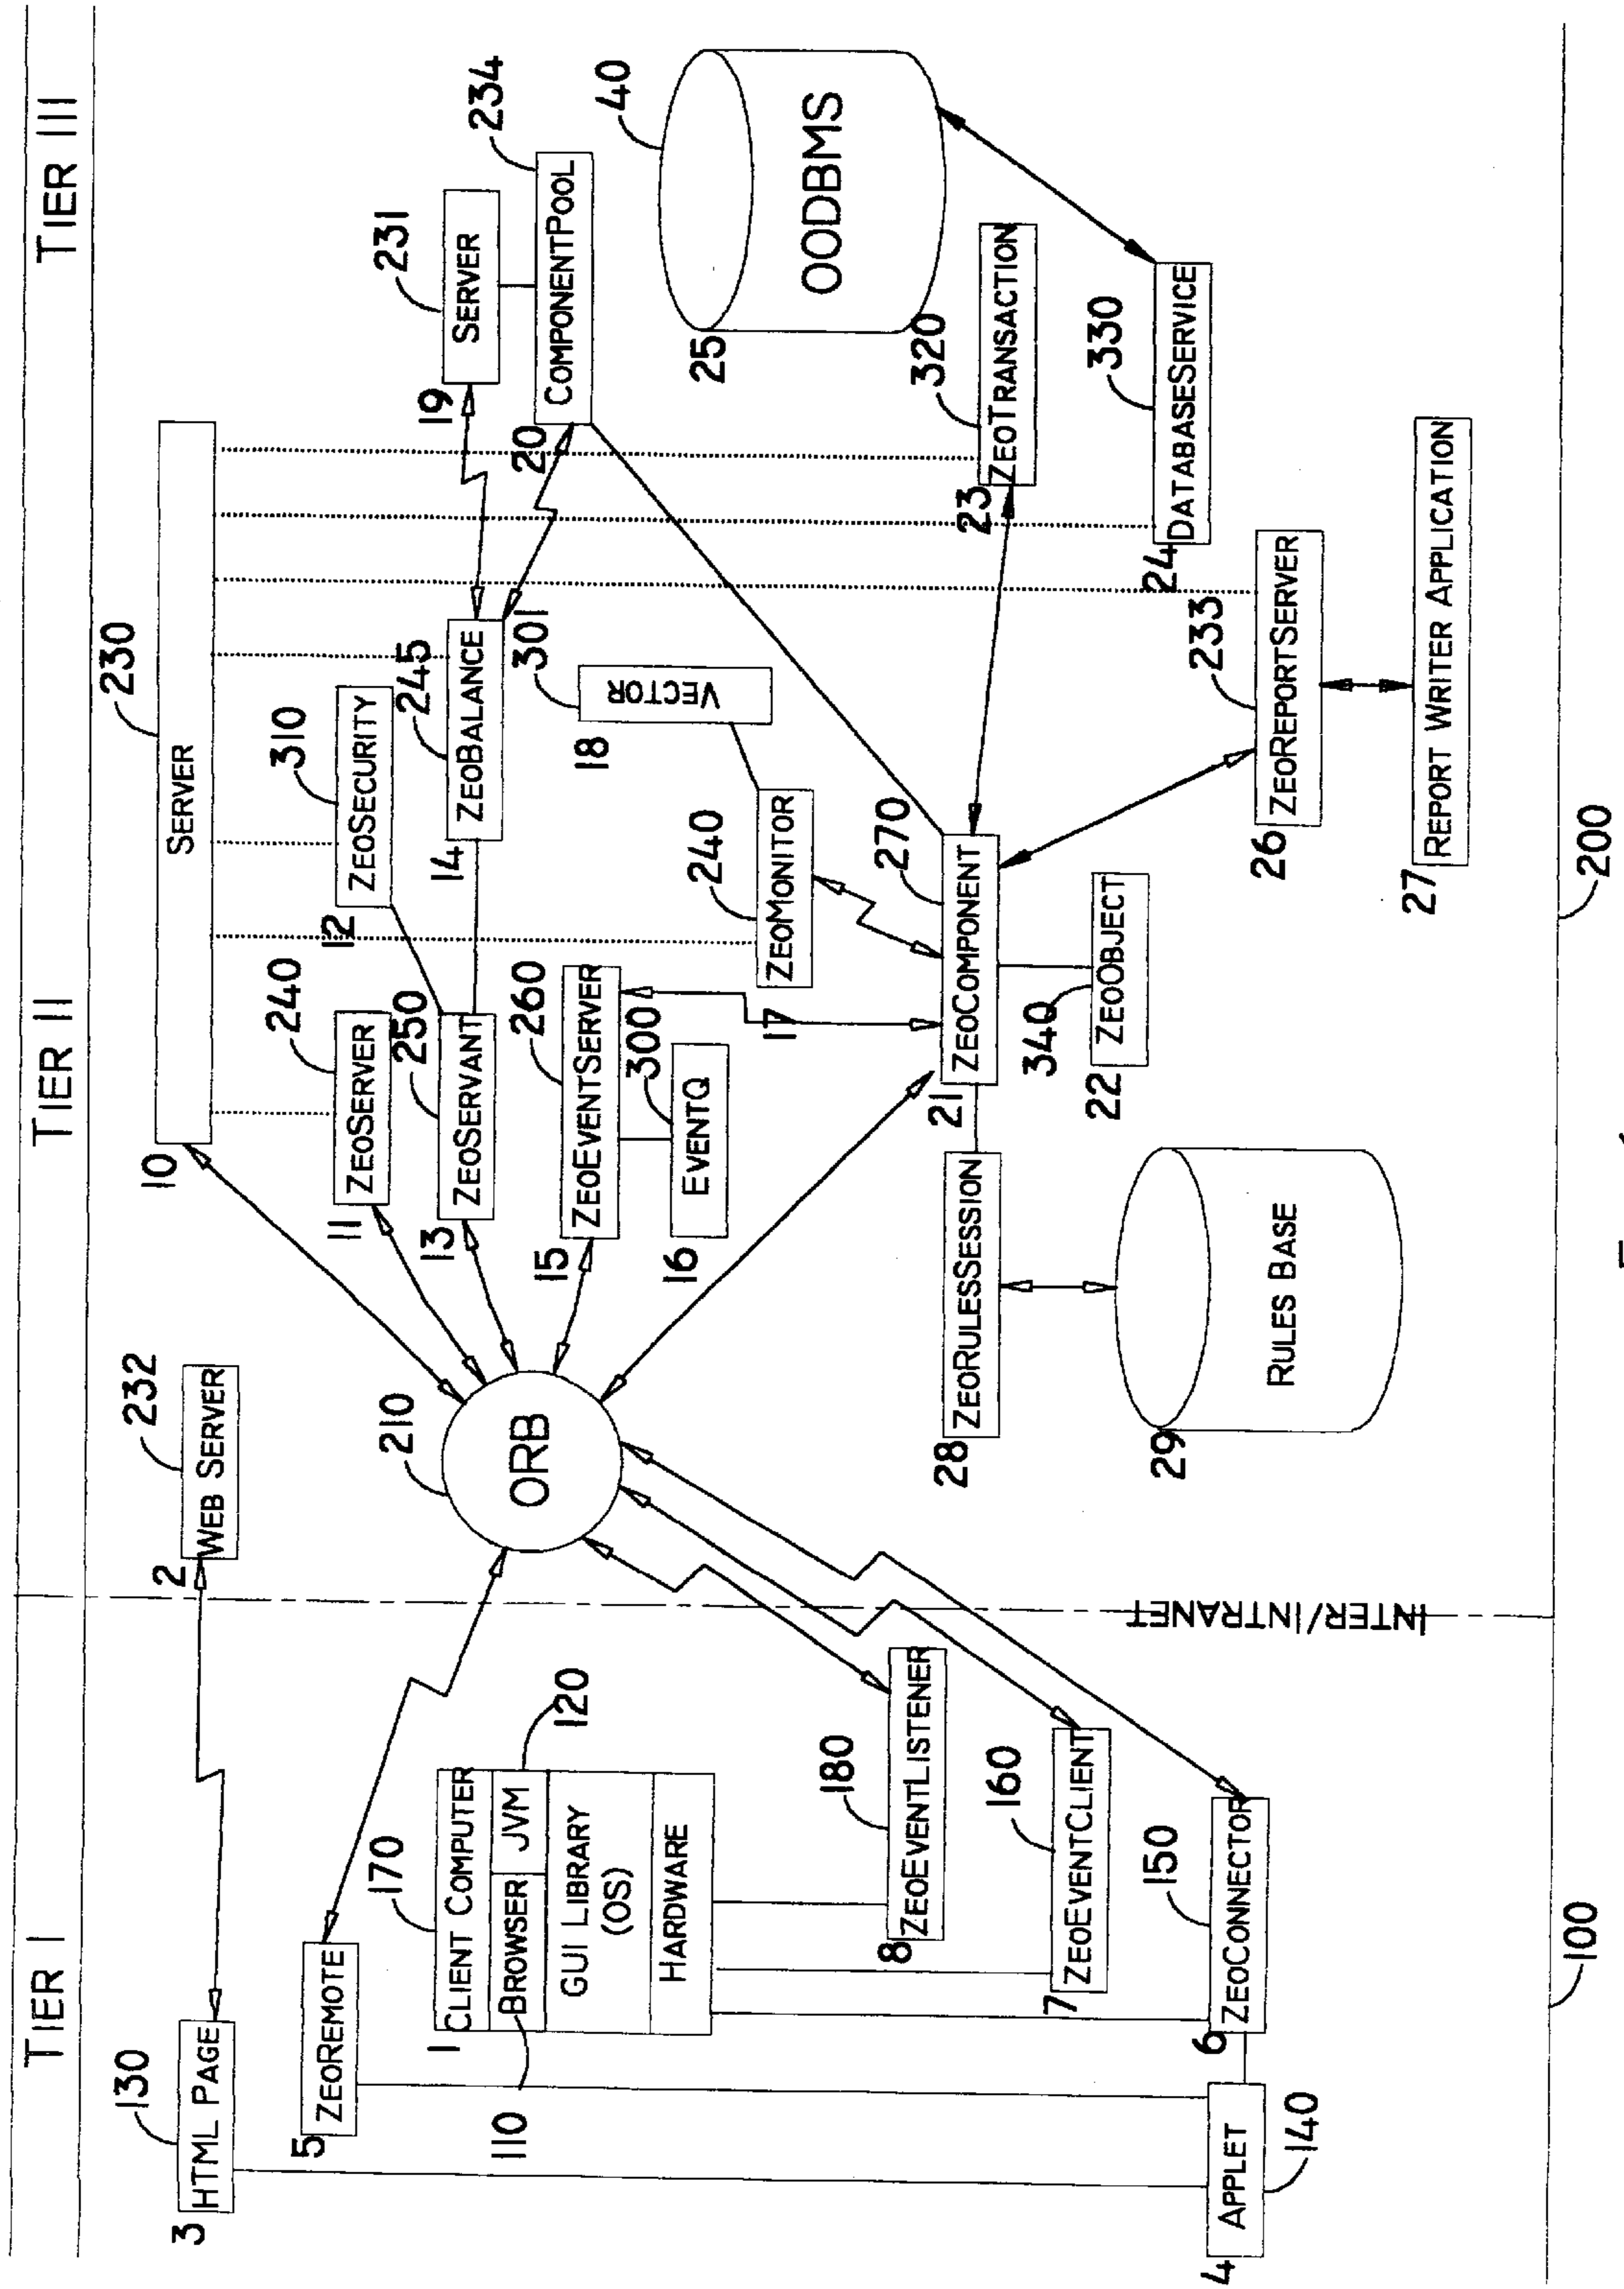 TIER I
TIER II
TIER III
130
3 HTML PAGE
2 WEB SERVER
232
10
SERVER
230
5 ZEOREMOTE
170
1 CLIENT COMPUTER
BROWSER
JVM
110
120
GUI LIBRARY
(OS)
HARDWARE
180
8 ZEOEVENTLISTENER
160
7 ZEOEVENTCLIENT
150
6 ZEOCONNECTOR
4 APPLET
140
100
INTER/INTRANET
210
ORB
11 ZEOSERVER
240
12 ZEOSECURITY
310
13 ZEOSERVANT
250
14 ZEOBALANCE
245
15 ZEOEVENTSERVER
260
16 EVENTQ
300
17 ZEOMONITOR
240
18 VECTOR
301
19 SERVER
231
20 COMPONENTPOOL
234
21 ZEOCOMPONENT
270
22 ZEOOBJECT
340
23 ZEOTRANSACTION
320
24 DATABASESERVICE
330
25
OODBMS
40
26 ZEOREPORTSERVER
233
27 REPORT WRITER APPLICATION
28 ZEORULESSESSION
29
RULES BASE
200